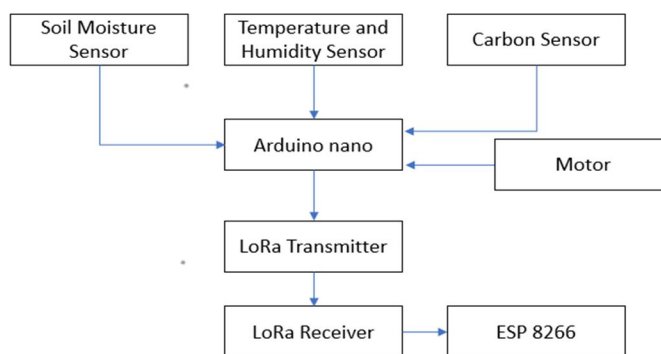 Soil Moisture
Sensor
Temperature and
Humidity Sensor
Carbon Sensor
Arduino nano
Motor
LoRa Transmitter
LoRa Receiver
ESP 8266